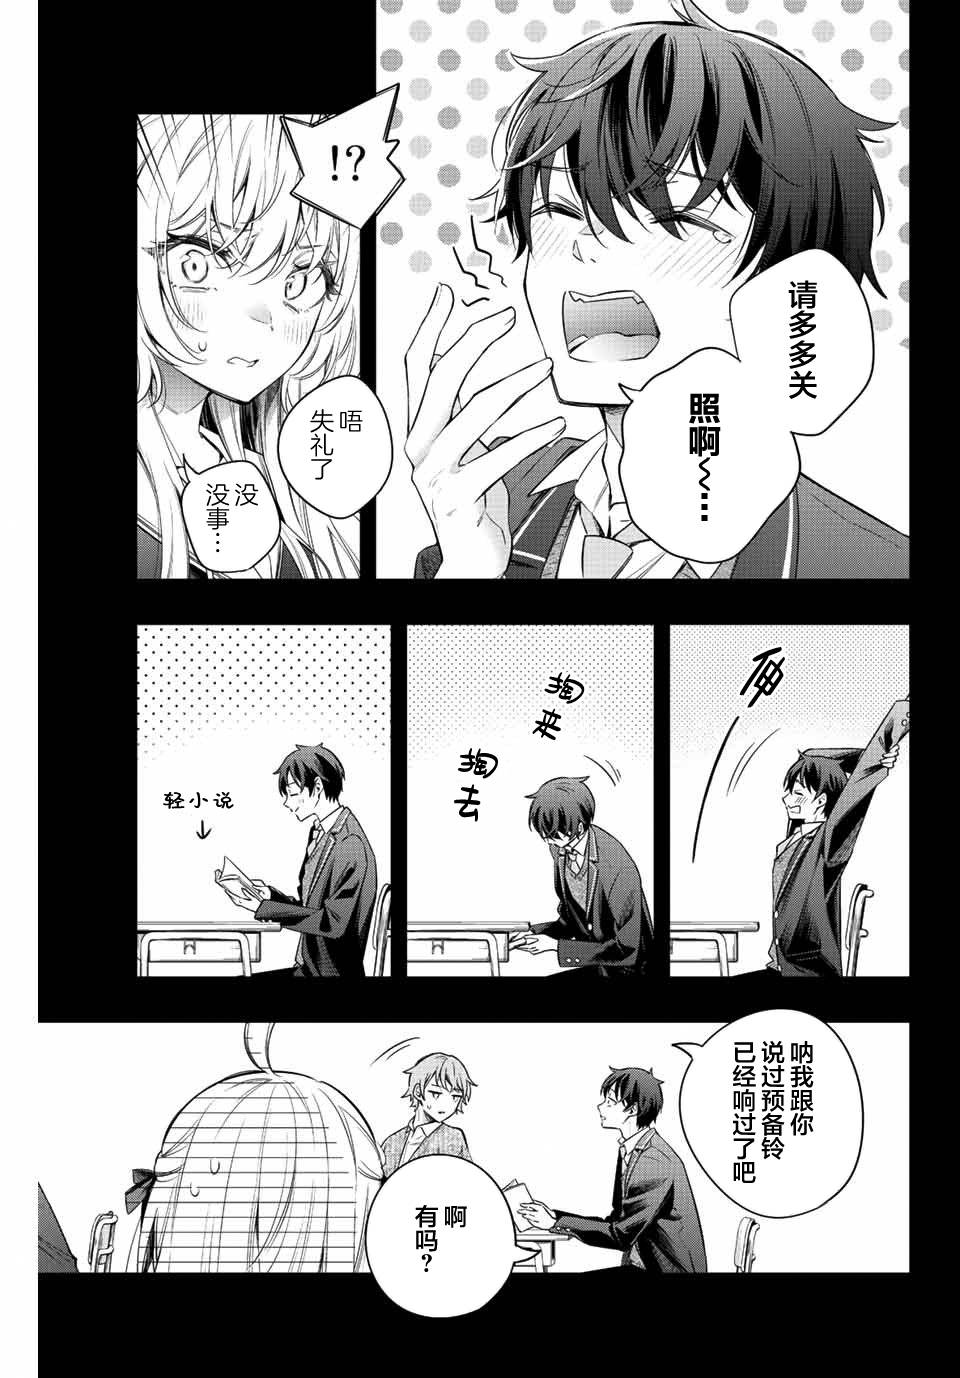 请多多关
照啊~…
!?
唔
失礼了
没
没事…
伸
掏来
掏去
轻小说
呐我跟你
说过预备铃
已经响过了吧
啊
有吗?